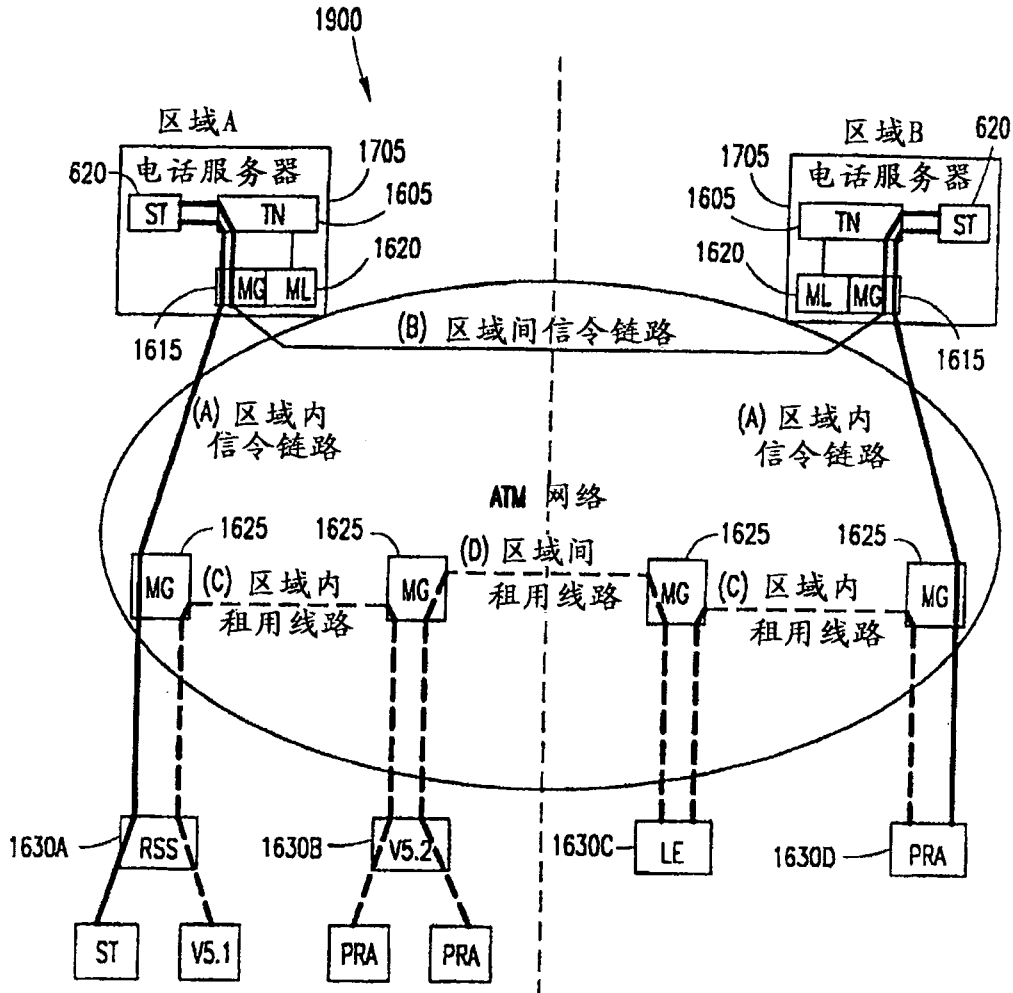 1900
区域A
区域B
电话服务器
1705
620
ST
TN
1605
1620
MG
ML
1615
电话服务器
1705
620
1605
TN
ST
1620
ML
MG
1615
(B) 区域间信令链路
(A) 区域内
信令链路
(A) 区域内
信令链路
ATM 网络
1625
1625
1625
1625
MG
(C) 区域内
租用线路
MG
(D) 区域间
租用线路
MG
(C) 区域内
租用线路
MG
1630A
RSS
1630B
V5.2
1630C
LE
1630D
PRA
ST
V5.1
PRA
PRA